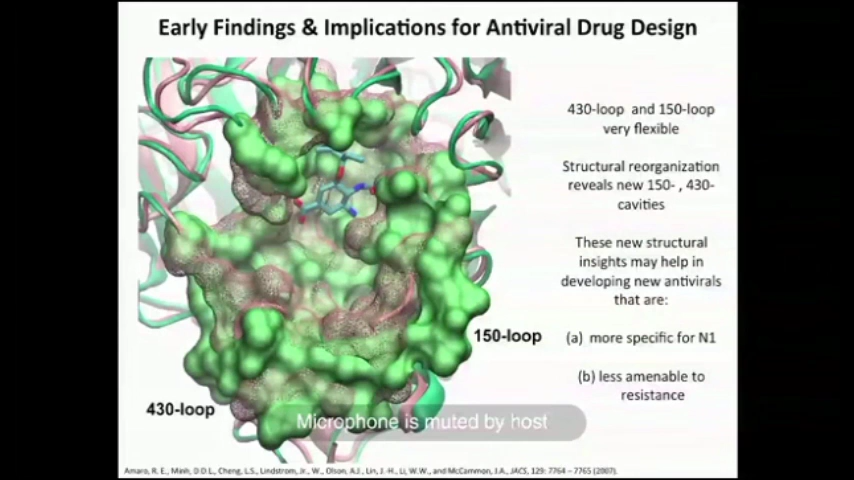 Early Findings & Implications for Antiviral Drug Design
430-loop and 150-loop
very flexible
Structural reorganization
reveals new 150- , 430-
cavities
These new structural
insights may help in
developing new antivirals
that are:
(a) more specific for N1
(b) less amenable to
resistance
150-loop
430-loop
Microphone is muted by host
Amaro, R. E., Minh, D.D.L., Cheng, L.S., Lindstrom, Jr., W., Olson, A.J., Lin, J.-H., Li, W.W., and McCammon, J.A., JACS, 129: 7764 – 7765 (2007).